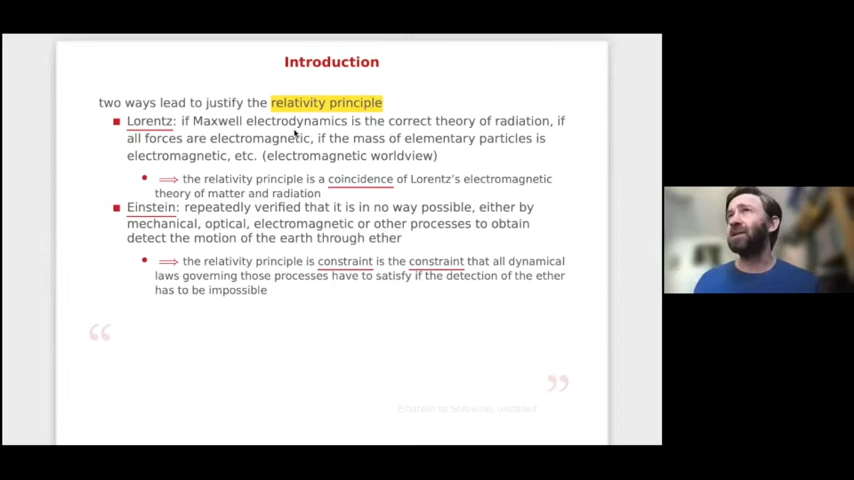 Introduction
two ways lead to justify the relativity principle
Lorentz: if Maxwell electrodynamics is the correct theory of radiation, if
all forces are electromagnetic, if the mass of elementary particles is
electromagnetic, etc. (electromagnetic worldview)
⟹ the relativity principle is a coincidence of Lorentz's electromagnetic
theory of matter and radiation
Einstein: repeatedly verified that it is in no way possible, either by
mechanical, optical, electromagnetic or other processes to obtain
detect the motion of the earth through ether
⟹ the relativity principle is constraint is the constraint that all dynamical
laws governing those processes have to satisfy if the detection of the ether
has to be impossible
“
”
Einstein to Solovine, undated